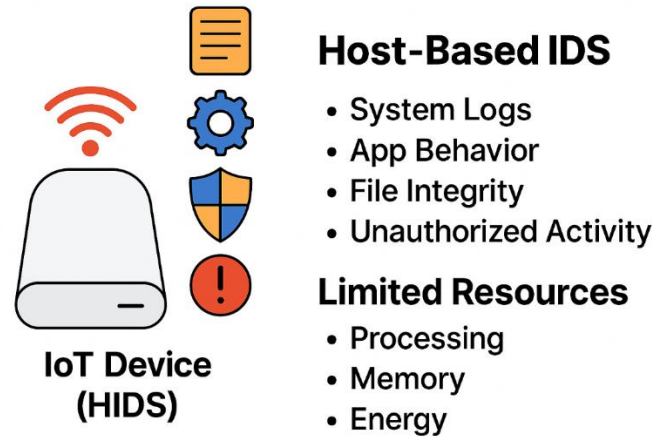 Host-Based IDS
• System Logs
• App Behavior
• File Integrity
• Unauthorized Activity
Limited Resources
• Processing
• Memory
• Energy
IoT Device
(HIDS)